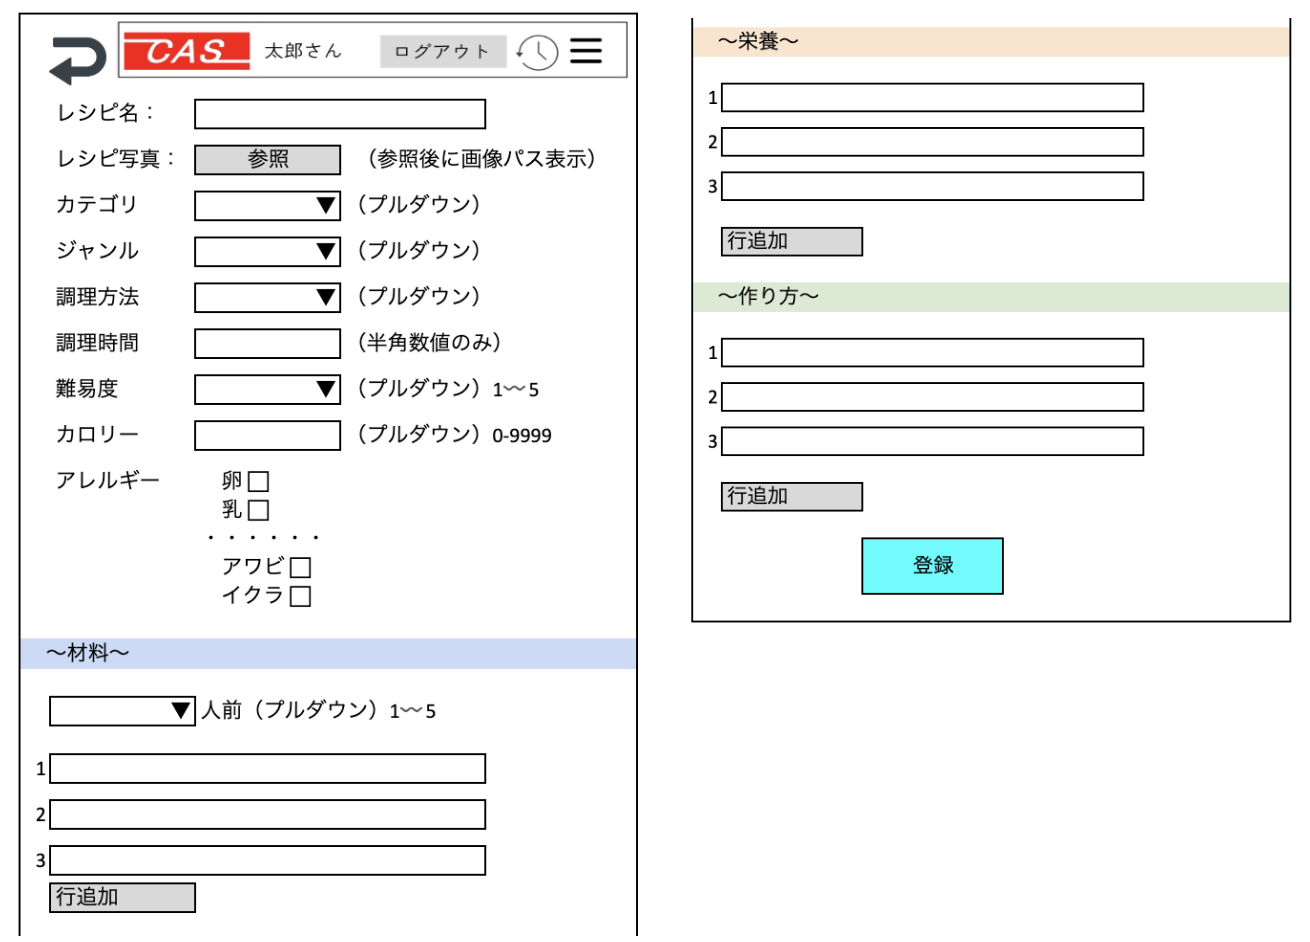 CAS 太郎さん ログアウト
レシピ名：
レシピ写真： 参照 （参照後に画像パス表示）
カテゴリ ▼ （プルダウン）
ジャンル ▼ （プルダウン）
調理方法 ▼ （プルダウン）
調理時間 （半角数値のみ）
難易度 ▼ （プルダウン）1〜5
カロリー （プルダウン）0-9999
アレルギー 卵
乳
・・・・・・
アワビ
イクラ
〜材料〜
▼ 人前（プルダウン）1〜5
1
2
3
行追加
〜栄養〜
1
2
3
行追加
〜作り方〜
1
2
3
行追加
登録